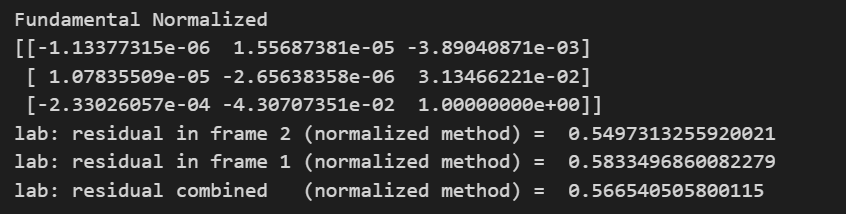 Fundamental Normalized
[[-1.13377315e-06  1.55687381e-05 -3.89040871e-03]
 [ 1.07835509e-05 -2.65638358e-06  3.13466221e-02]
 [-2.33026057e-04 -4.30707351e-02  1.00000000e+00]]
lab: residual in frame 2 (normalized method) =  0.5497313255920021
lab: residual in frame 1 (normalized method) =  0.5833496860082279
lab: residual combined   (normalized method) =  0.566540505800115